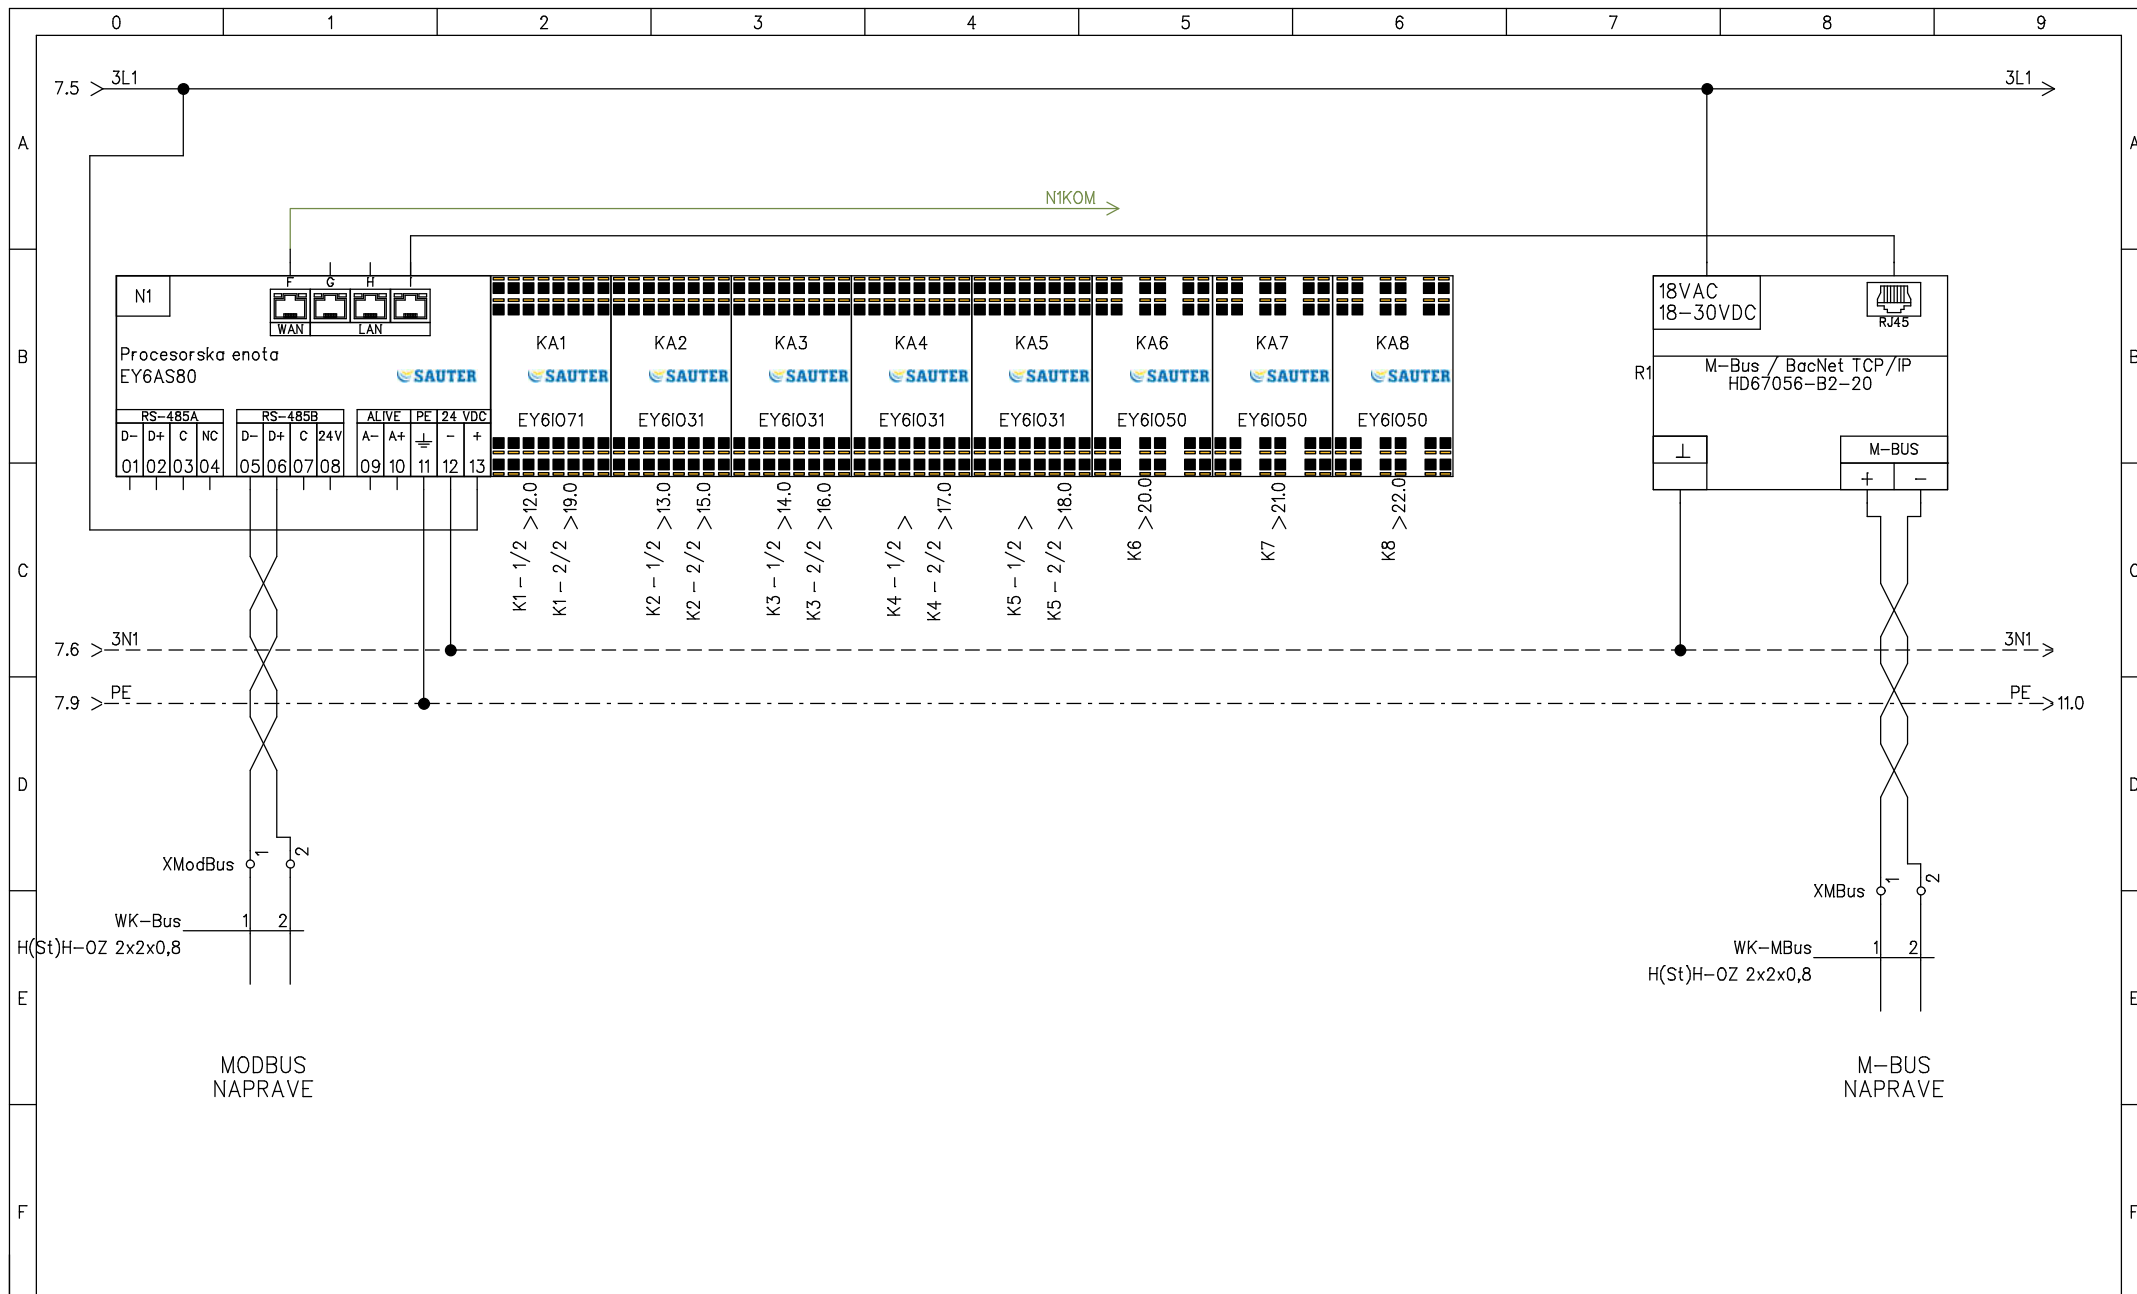 0 1 2 3 4 5 6 7 8 9
7.5 3L1 3L1
A A
N1KOM
N1 F G H I
WAN LAN
18VAC
18-30VDC
RJ45
B B
Procesorska enota
EY6AS80
SAUTER
KA1 KA2 KA3 KA4 KA5 KA6 KA7 KA8
SAUTER SAUTER SAUTER SAUTER SAUTER SAUTER SAUTER SAUTER
EY6IO71 EY6IO31 EY6IO31 EY6IO31 EY6IO31 EY6IO50 EY6IO50 EY6IO50
R1
M-Bus / BacNet TCP/IP
HD67056-B2-20
RS-485A RS-485B ALIVE PE 24 VDC
D- D+ C NC D- D+ C 24V A- A+ - +
01 02 03 04 05 06 07 08 09 10 11 12 13
M-BUS
+ -
K1 - 1/2 >12.0
K1 - 2/2 >19.0
K2 - 1/2 >13.0
K2 - 2/2 >15.0
K3 - 1/2 >14.0
K3 - 2/2 >16.0
K4 - 1/2 >
K4 - 2/2 >17.0
K5 - 1/2 >
K5 - 2/2 >18.0
K6 >20.0
K7 >21.0
K8 >22.0
C C
7.6 3N1 3N1
7.9 PE PE 11.0
D D
XModBus 1 2
XMBus 1 2
WK-Bus 1 2
H(St)H-OZ 2x2x0,8
WK-MBus 1 2
H(St)H-OZ 2x2x0,8
E E
MODBUS
NAPRAVE
M-BUS
NAPRAVE
F F